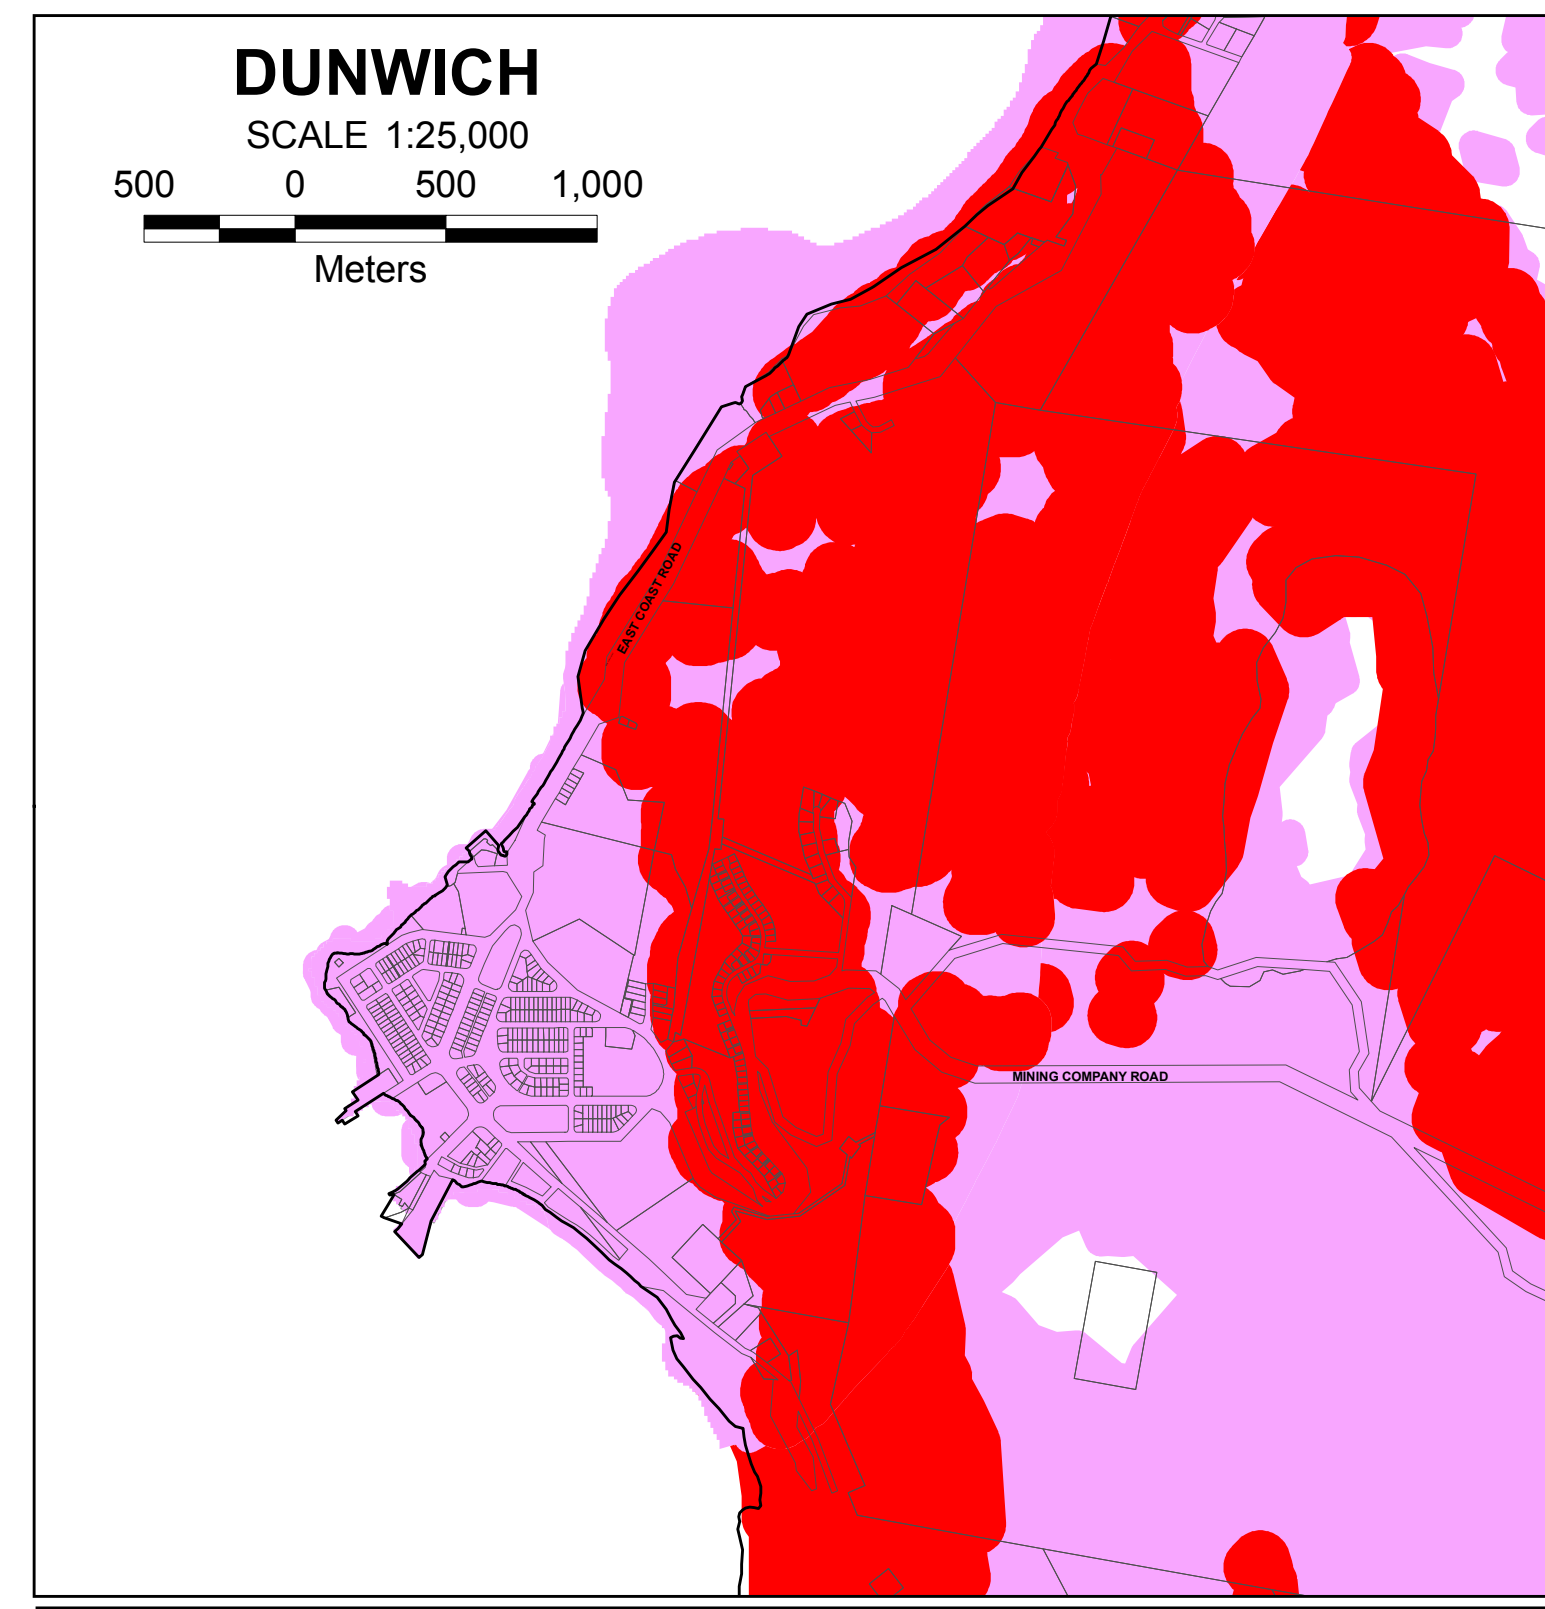 DUNWICH
SCALE 1:25,000
500 0 500 1,000
Meters
EAST COAST ROAD
MINING COMPANY ROAD